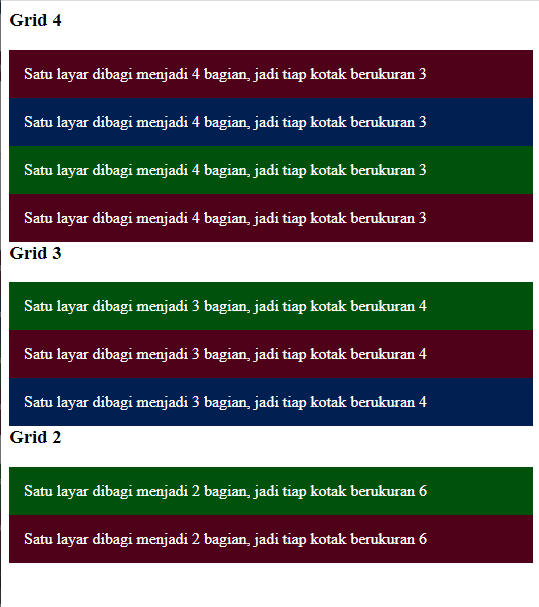 Grid 4
Satu layar dibagi menjadi 4 bagian, jadi tiap kotak berukuran 3
Satu layar dibagi menjadi 4 bagian, jadi tiap kotak berukuran 3
Satu layar dibagi menjadi 4 bagian, jadi tiap kotak berukuran 3
Satu layar dibagi menjadi 4 bagian, jadi tiap kotak berukuran 3
Grid 3
Satu layar dibagi menjadi 3 bagian, jadi tiap kotak berukuran 4
Satu layar dibagi menjadi 3 bagian, jadi tiap kotak berukuran 4
Satu layar dibagi menjadi 3 bagian, jadi tiap kotak berukuran 4
Grid 2
Satu layar dibagi menjadi 2 bagian, jadi tiap kotak berukuran 6
Satu layar dibagi menjadi 2 bagian, jadi tiap kotak berukuran 6